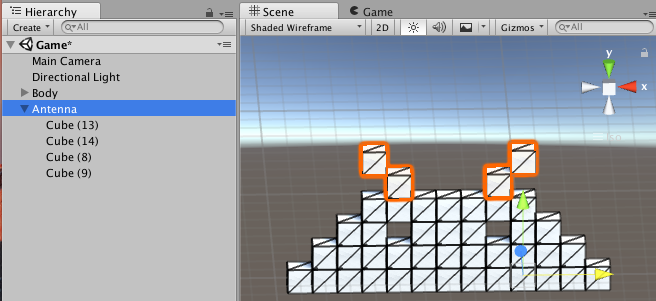 Hierarchy
Create All
Game*
Main Camera
Directional Light
Body
Antenna
Cube (13)
Cube (14)
Cube (8)
Cube (9)
Scene Game
Shaded Wireframe 2D Gizmos All
y
x
Iso